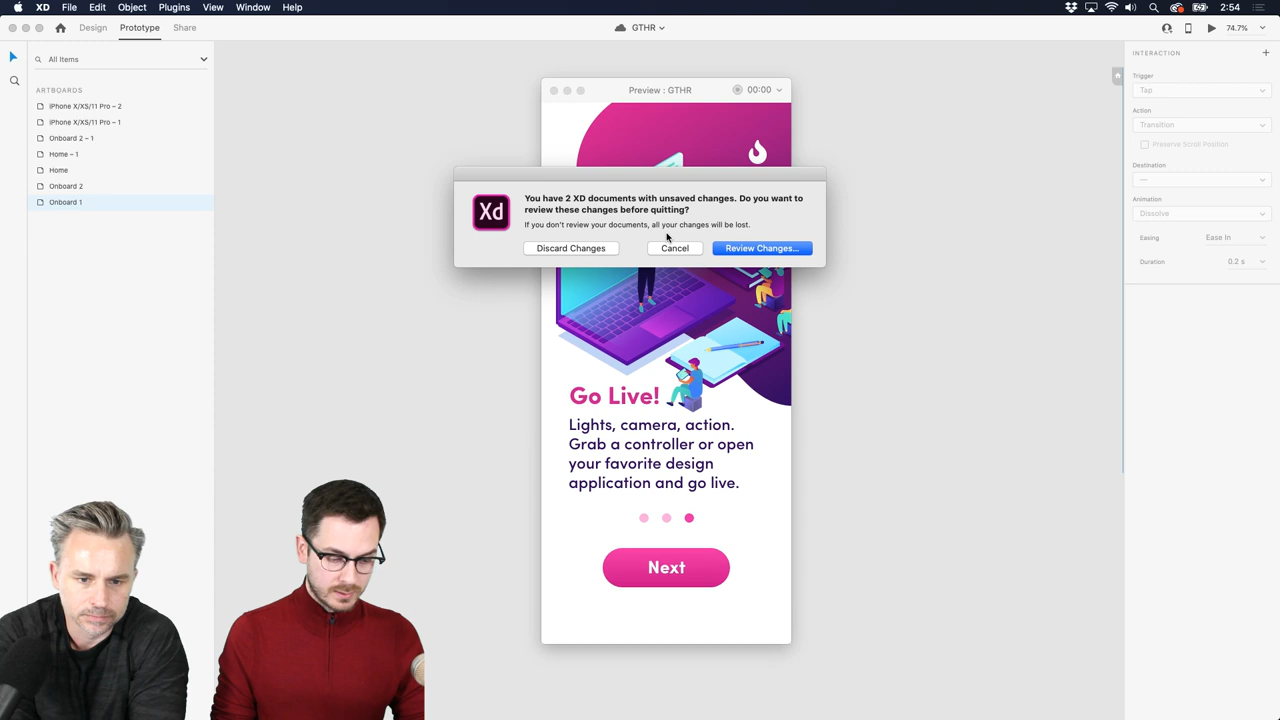 XD File Edit Object Plugins View Window Help
2:54
Design Prototype Share
GTHR
74.7%
All Items
ARTBOARDS
iPhone X/XS/11 Pro – 2
iPhone X/XS/11 Pro – 1
Onboard 2 – 1
Home – 1
Home
Onboard 2
Onboard 1
Preview : GTHR
00:00
Xd
You have 2 XD documents with unsaved changes. Do you want to
review these changes before quitting?
If you don't review your documents, all your changes will be lost.
Discard Changes
Cancel
Review Changes...
Go Live!
Lights, camera, action.
Grab a controller or open
your favorite design
application and go live.
Next
INTERACTION
Trigger
Tap
Action
Transition
Preserve Scroll Position
Destination
—
Animation
Dissolve
Easing Ease In
Duration 0.2 s